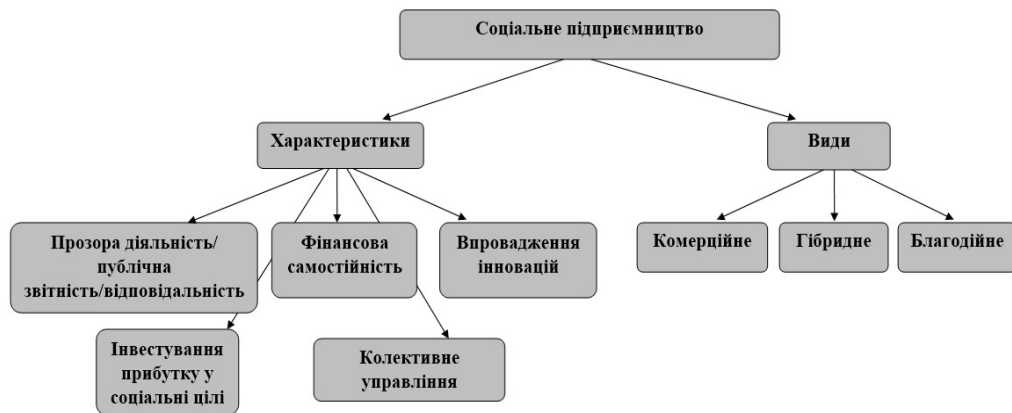 Соціальне підприємництво
Характеристики
Види
Прозора діяльність/
публічна
звітність/відповідальність
Фінансова
самостійність
Впровадження
інновацій
Комерційне
Гібридне
Благодійне
Інвестування
прибутку у
соціальні цілі
Колективне
управління